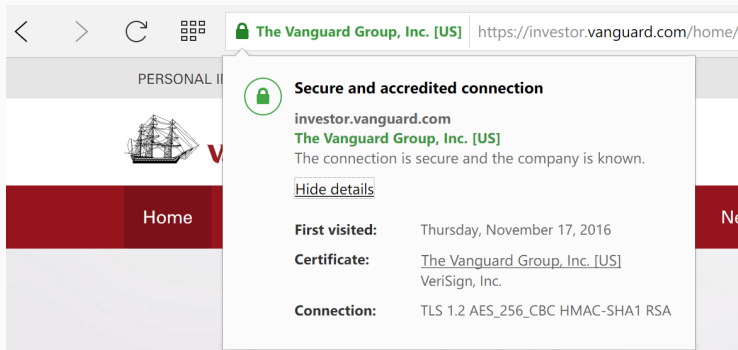 The Vanguard Group, Inc. [US] https://investor.vanguard.com/home/
PERSONAL
Secure and accredited connection
investor.vanguard.com
The Vanguard Group, Inc. [US]
The connection is secure and the company is known.
Hide details
Home
First visited: Thursday, November 17, 2016
Certificate: The Vanguard Group, Inc. [US]
VeriSign, Inc.
Connection: TLS 1.2 AES_256_CBC HMAC-SHA1 RSA